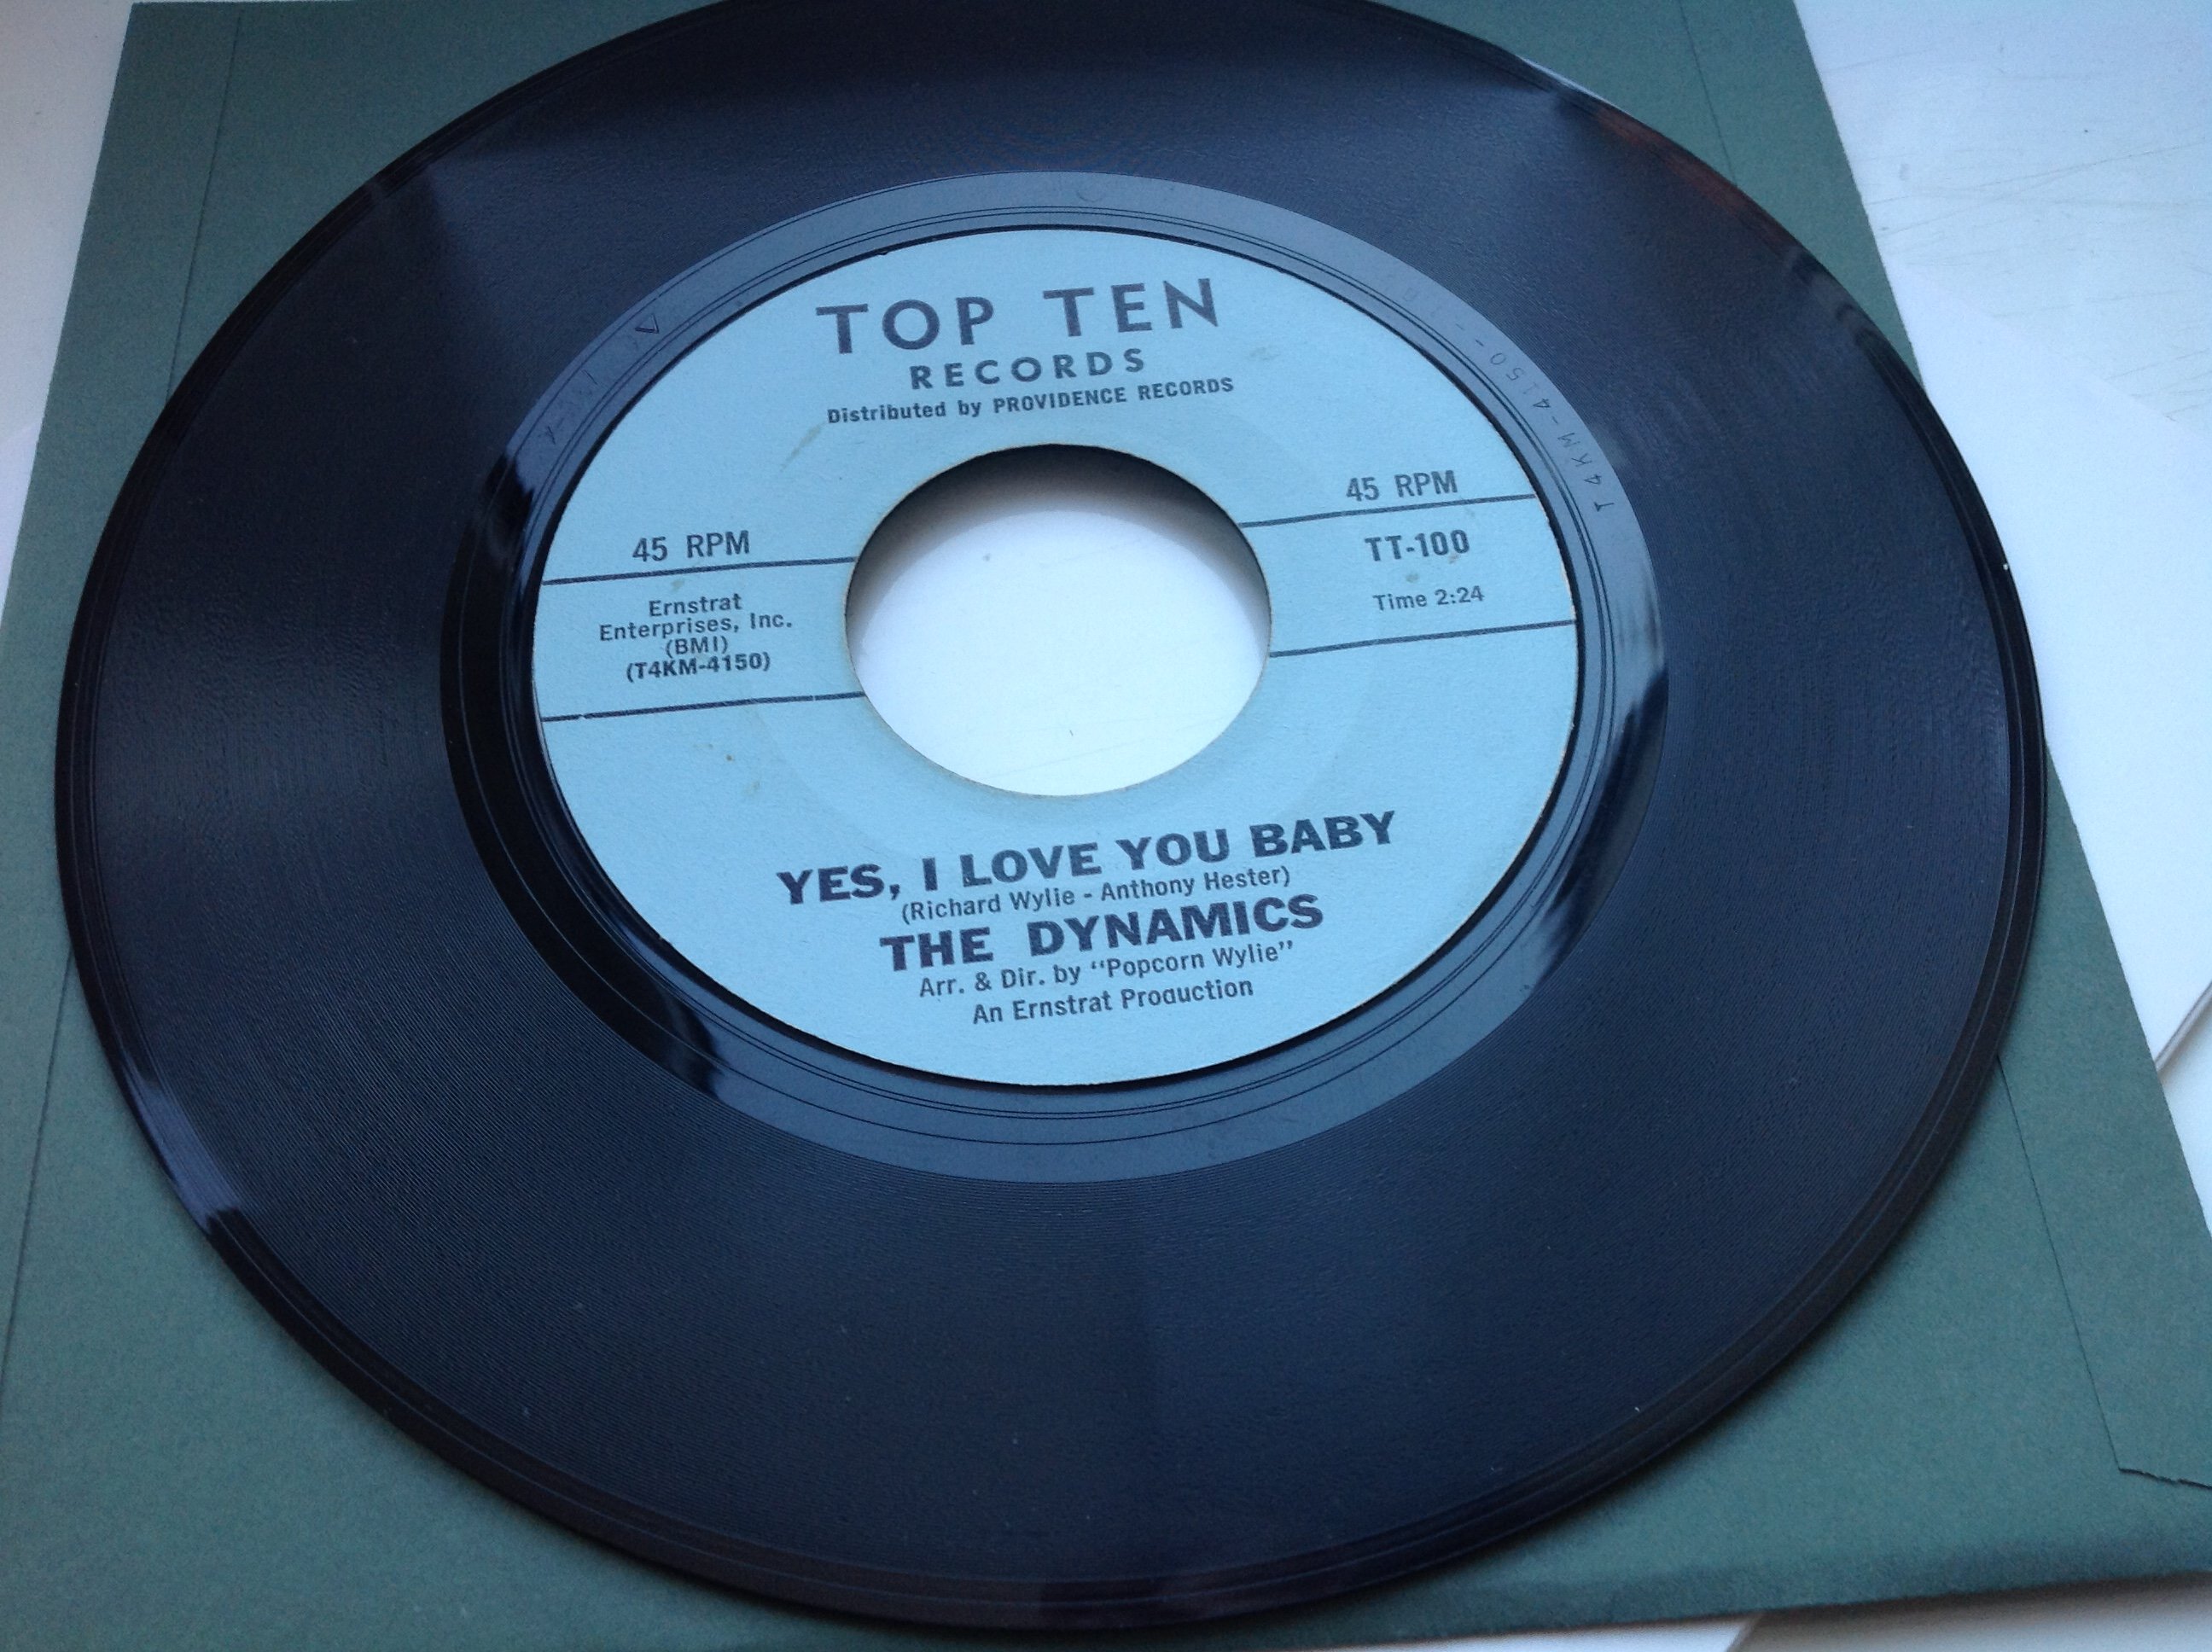 TOP TEN
RECORDS
Distributed by PROVIDENCE RECORDS
45 RPM
Ernstrat
Enterprises, Inc.
(BMI)
(T4KM-4150)
45 RPM
TT-100
Time 2:24
YES, I LOVE YOU BABY
(Richard Wylie - Anthony Hester)
THE DYNAMICS
Arr. & Dir. by “Popcorn Wylie”
An Ernstrat Production
T4KM-4150-